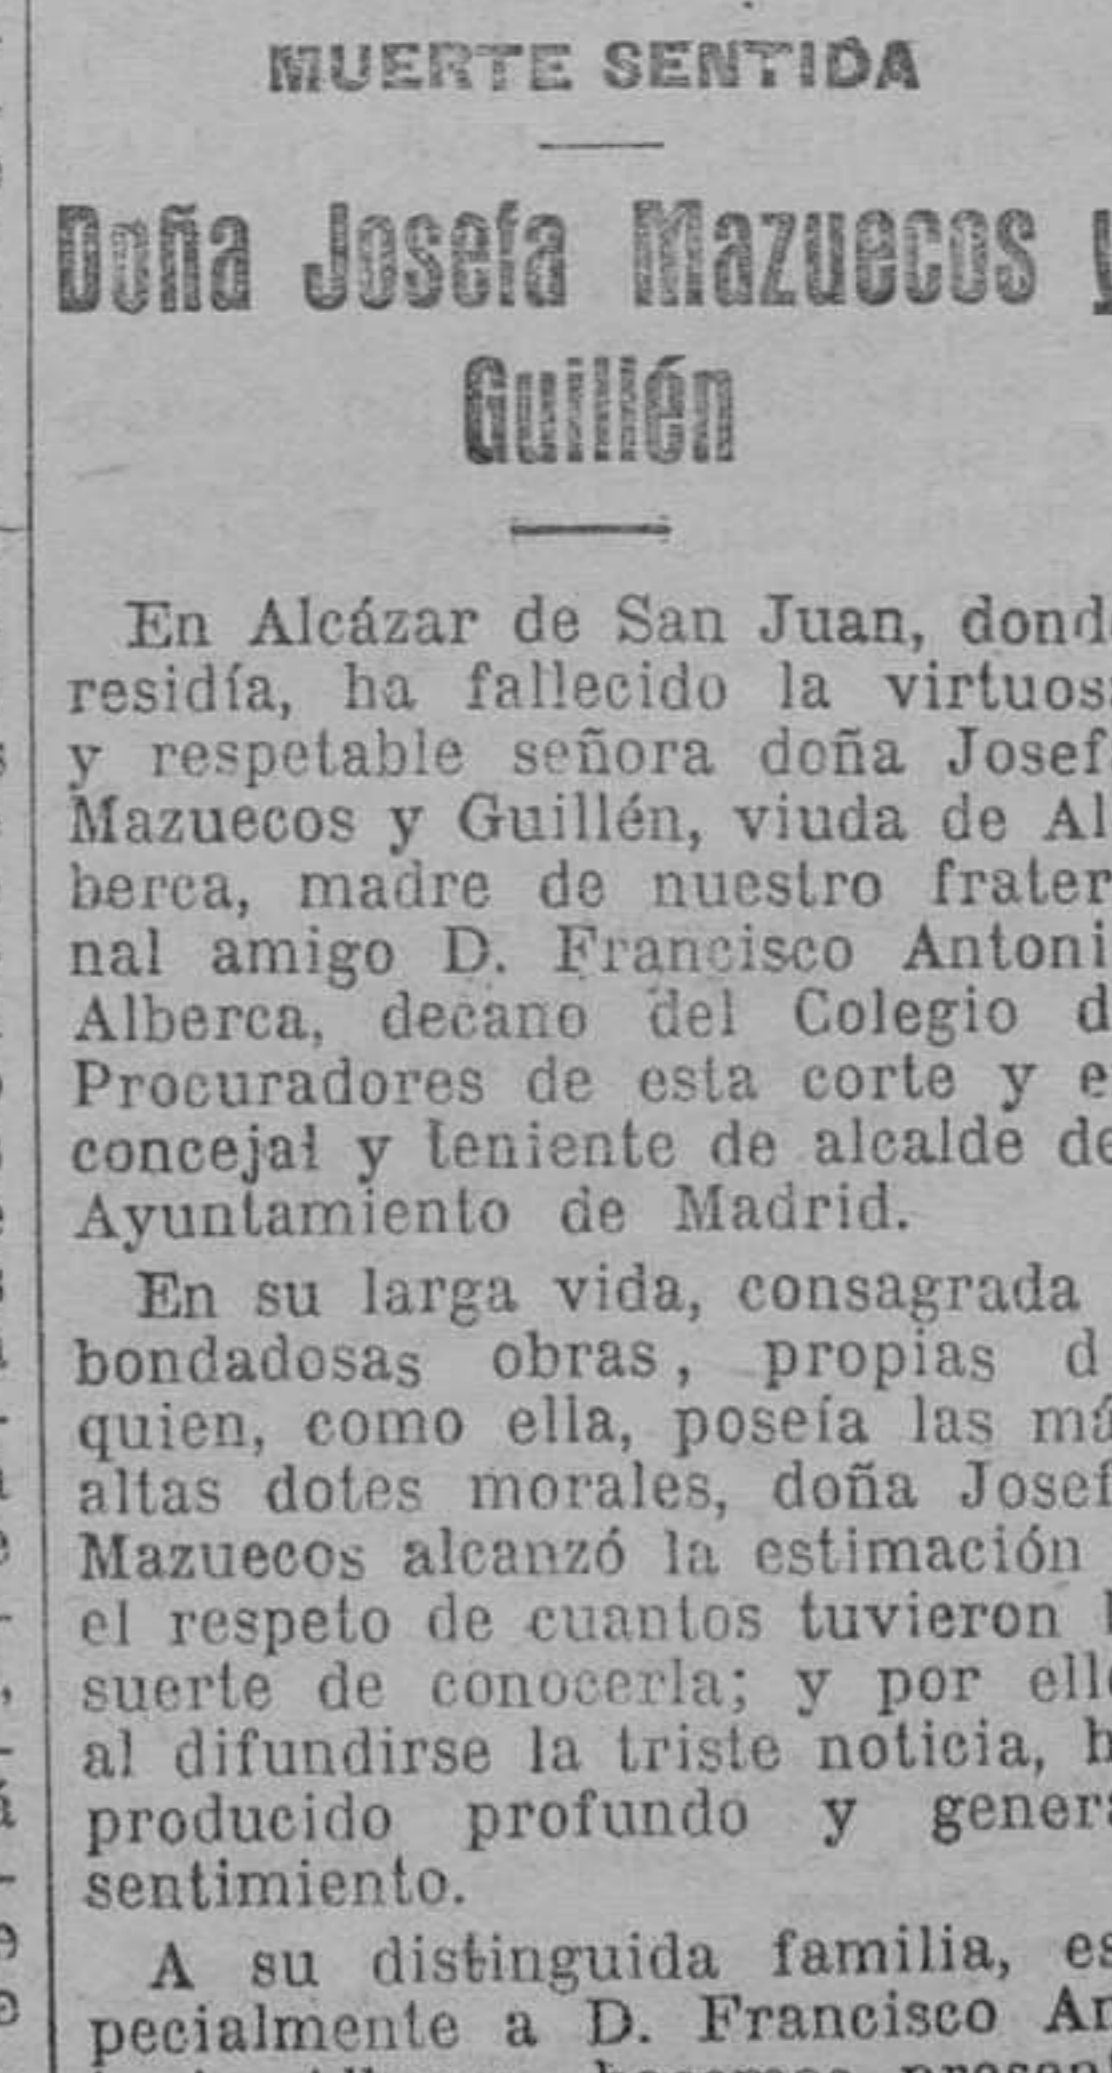 MUERTE SENTIDA
Doña Josefa Mazuecos y
Guillén
En Alcázar de San Juan, dond
residía, ha fallecido la virtuos
y respetable señora doña Josef
Mazuecos y Guillén, viuda de Al
berca, madre de nuestro frater
nal amigo D. Francisco Antoni
Alberca, decano del Colegio d
Procuradores de esta corte y e
concejal y teniente de alcalde de
Ayuntamiento de Madrid.
En su larga vida, consagrada
bondadosas obras, propias d
quien, como ella, poseía las má
altas dotes morales, doña Josef
Mazuecos alcanzó la estimación
el respeto de cuantos tuvieron
suerte de conocerla; y por ell
al difundirse la triste noticia, h
producido profundo y genera
sentimiento.
A su distinguida familia, es
pecialmente a D. Francisco An